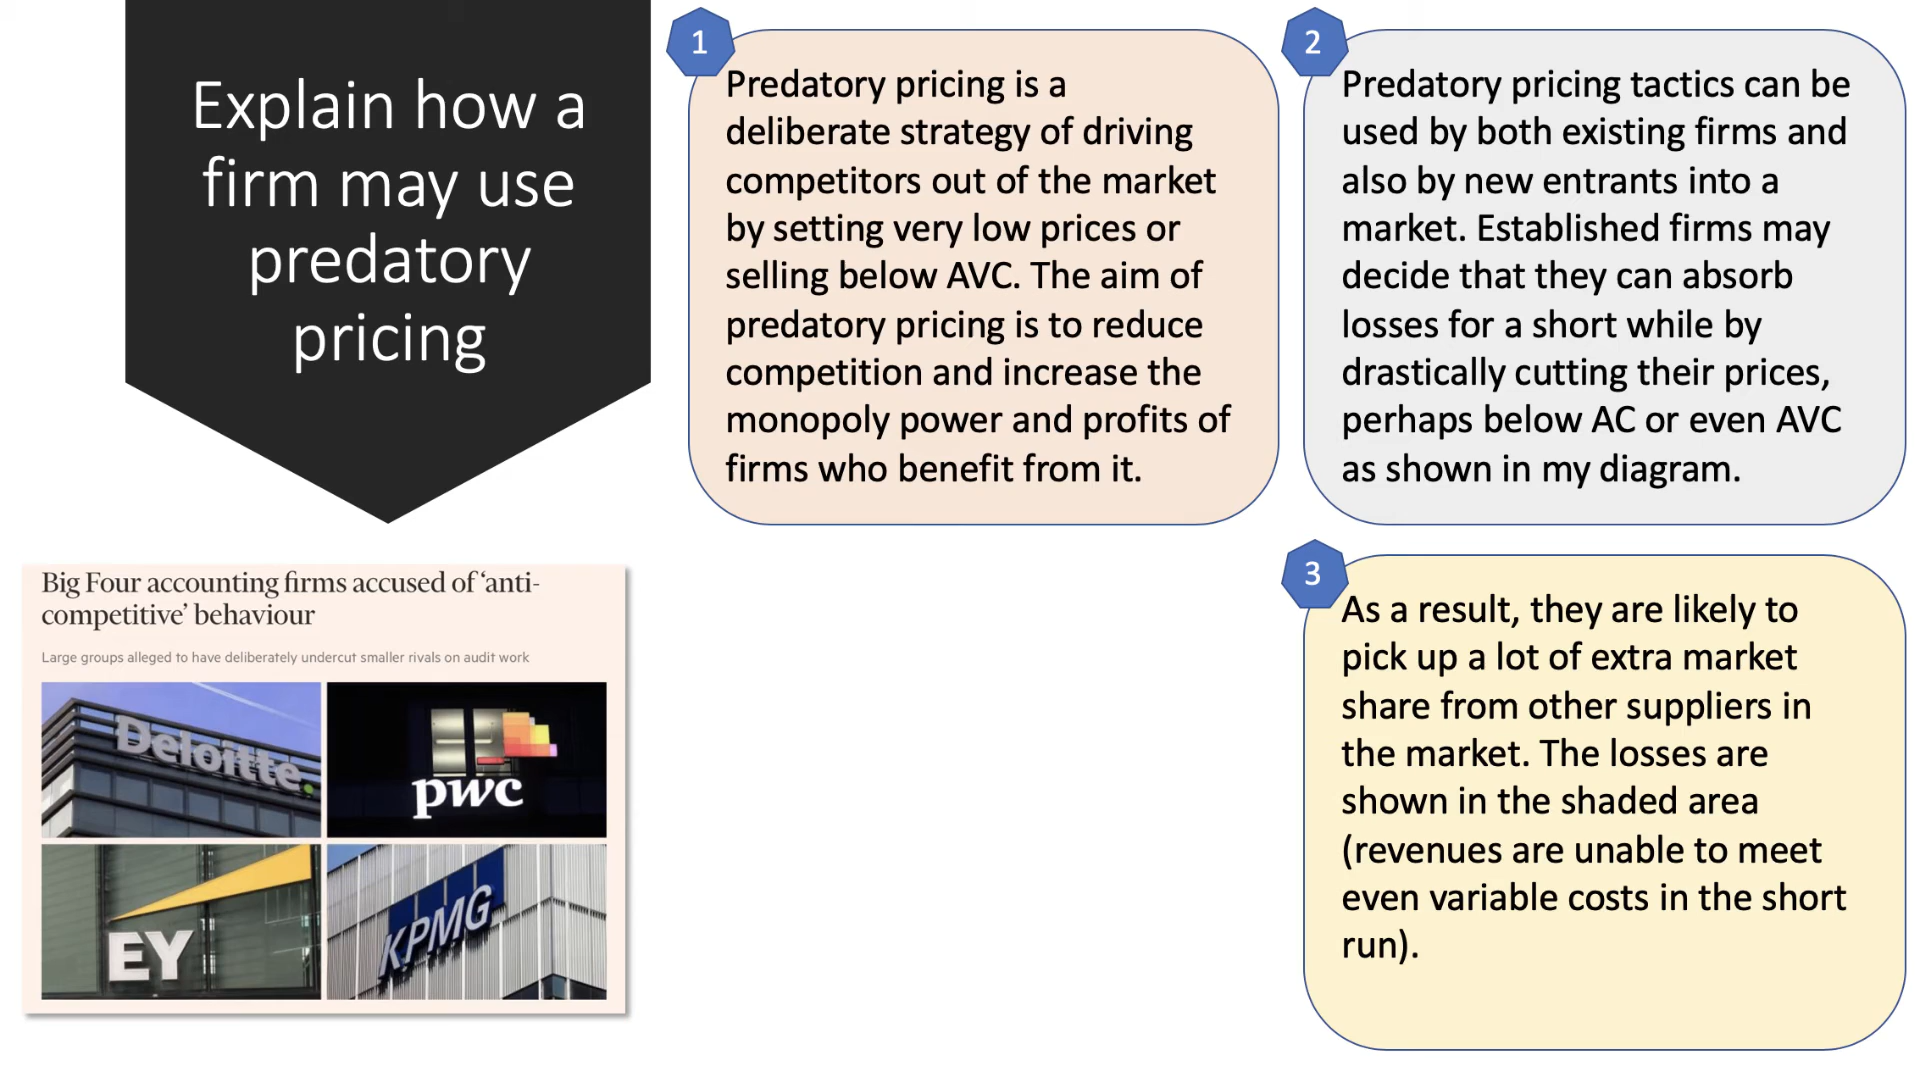 Explain how a
firm may use
predatory
pricing
1
Predatory pricing is a
deliberate strategy of driving
competitors out of the market
by setting very low prices or
selling below AVC. The aim of
predatory pricing is to reduce
competition and increase the
monopoly power and profits of
firms who benefit from it.
2
Predatory pricing tactics can be
used by both existing firms and
also by new entrants into a
market. Established firms may
decide that they can absorb
losses for a short while by
drastically cutting their prices,
perhaps below AC or even AVC
as shown in my diagram.
3
As a result, they are likely to
pick up a lot of extra market
share from other suppliers in
the market. The losses are
shown in the shaded area
(revenues are unable to meet
even variable costs in the short
run).
Big Four accounting firms accused of ‘anti-
competitive’ behaviour
Large groups alleged to have deliberately undercut smaller rivals on audit work
Deloitte.
pwc
EY
KPMG